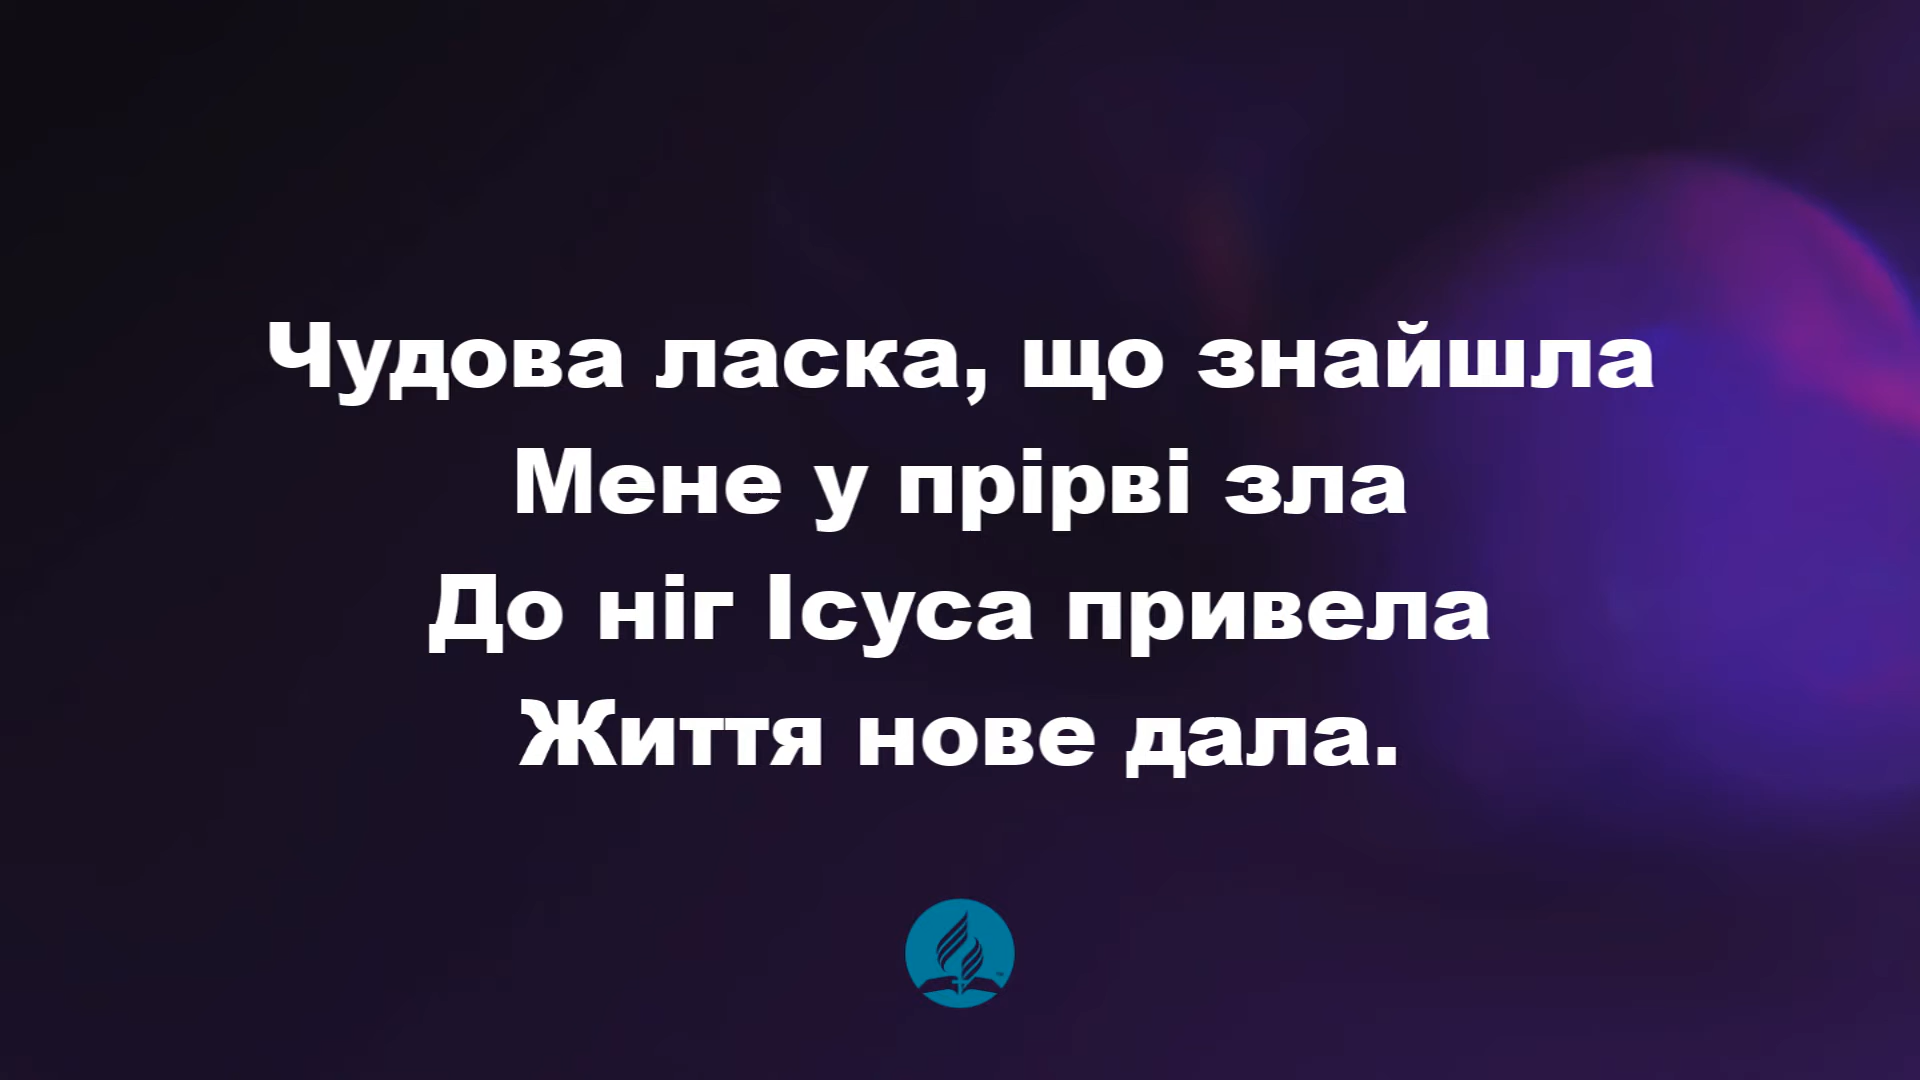 Чудова ласка, що знайшла
Мене у прірві зла
До ніг Ісуса привела
Життя нове дала.